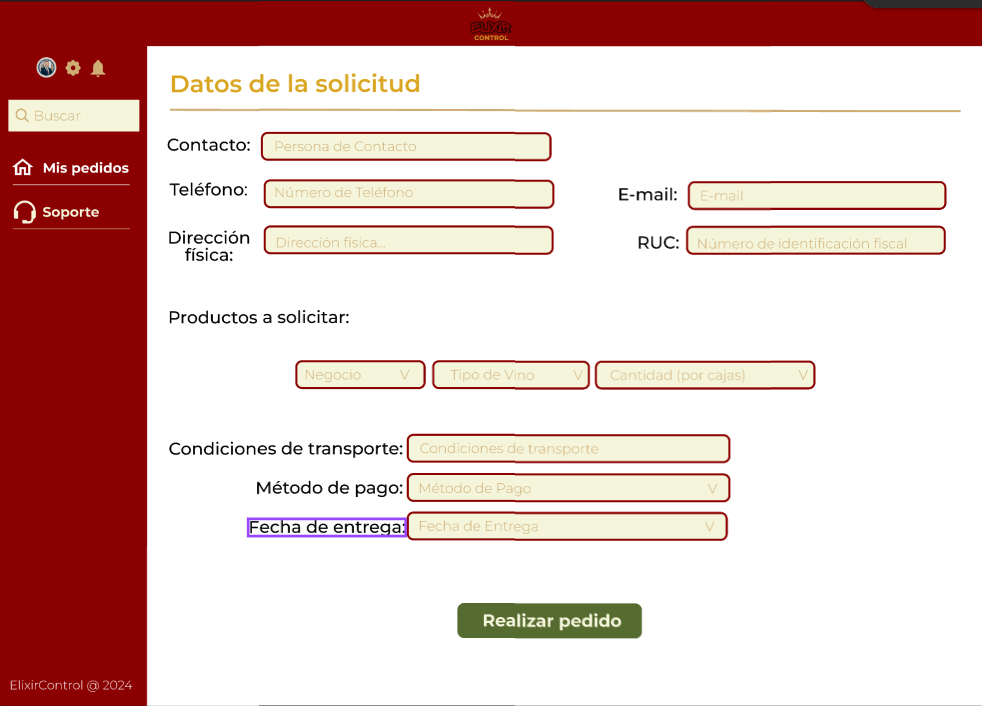 ELIXIR
CONTROL
Buscar
Mis pedidos
Soporte
ElixirControl @ 2024
Datos de la solicitud
Contacto: Persona de Contacto
Teléfono: Número de Teléfono
E-mail: E-mail
Dirección
física: Dirección física...
RUC: Número de identificación fiscal
Productos a solicitar:
Negocio V Tipo de Vino V Cantidad (por cajas) V
Condiciones de transporte: Condiciones de transporte
Método de pago: Método de Pago V
Fecha de entrega: Fecha de Entrega V
Realizar pedido